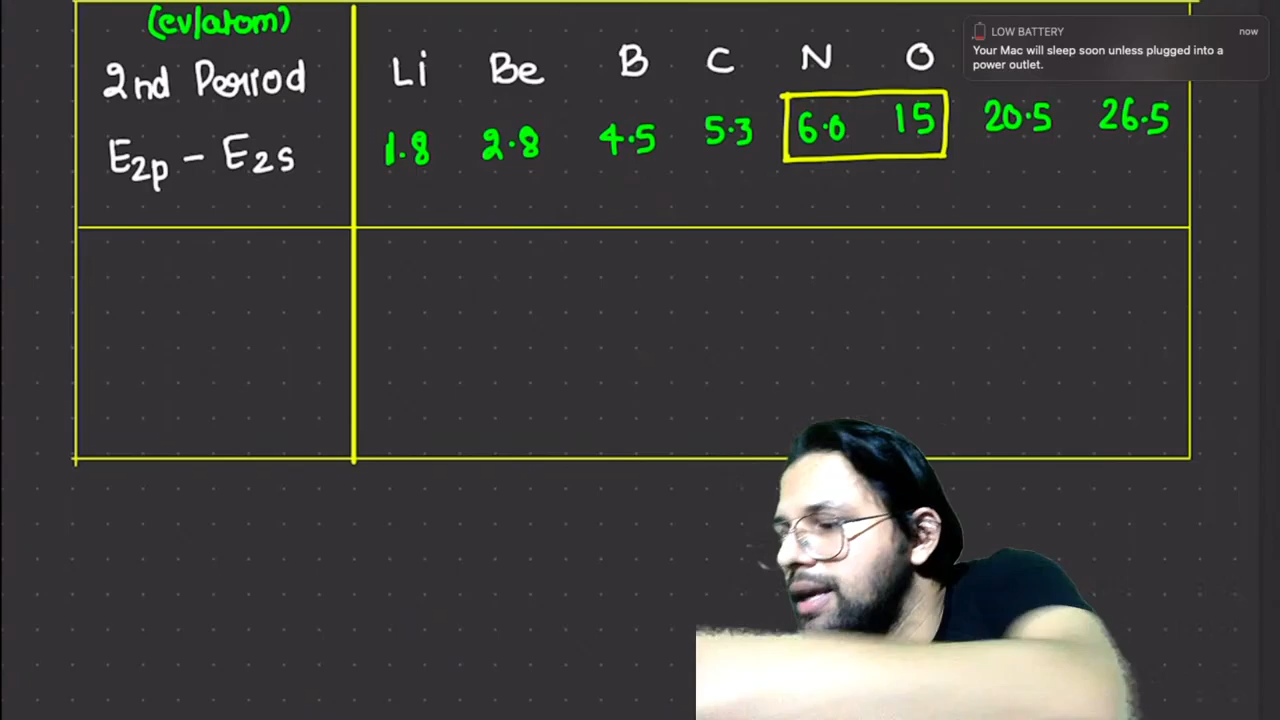 (ev/atom)
2nd Period Li Be B C N O
E2p - E2s 1.8 2.8 4.5 5.3 6.0 15 20.5 26.5
LOW BATTERY now
Your Mac will sleep soon unless plugged into a
power outlet.